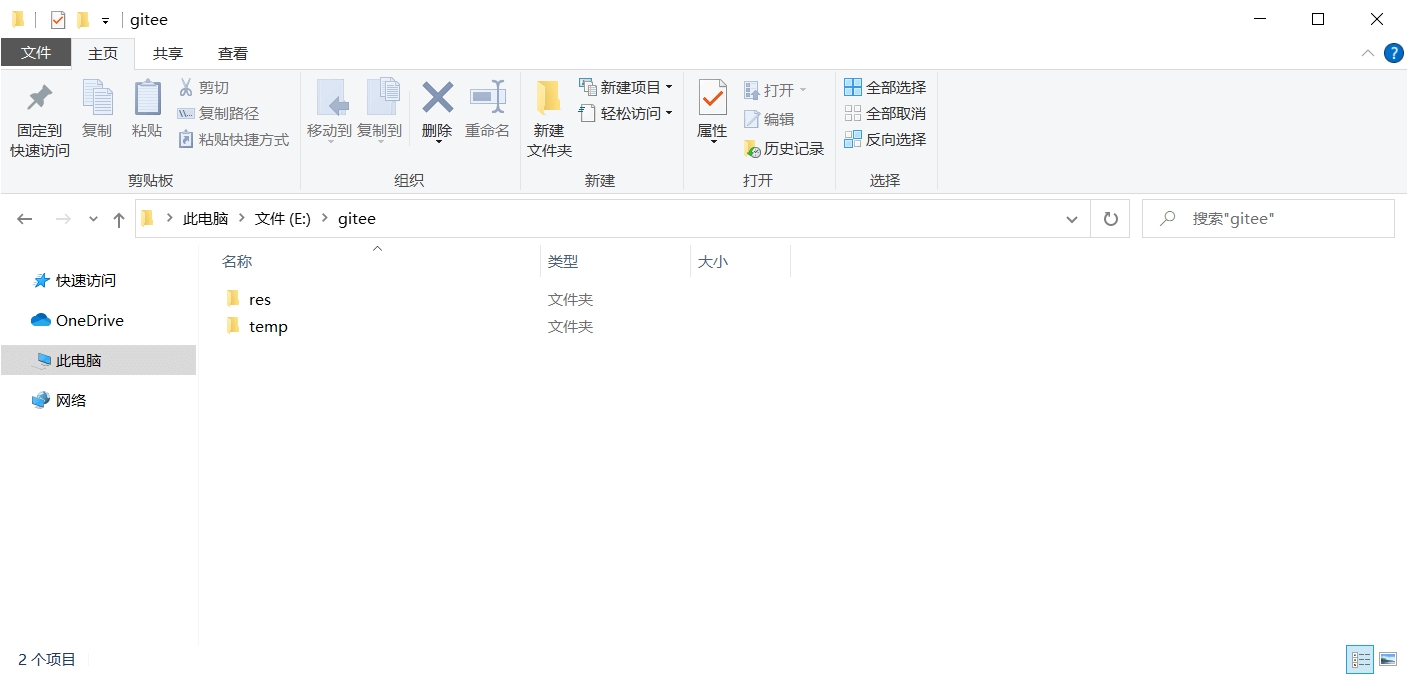 gitee
文件 主页 共享 查看
固定到
快速访问
复制
粘贴
剪切
复制路径
粘贴快捷方式
剪贴板
移动到
复制到
删除
重命名
组织
新建
文件夹
新建项目
轻松访问
新建
属性
打开
编辑
历史记录
打开
全部选择
全部取消
反向选择
选择
此电脑 文件 (E:) gitee
搜索"gitee"
快速访问
OneDrive
此电脑
网络
名称 类型 大小
res 文件夹
temp 文件夹
2 个项目